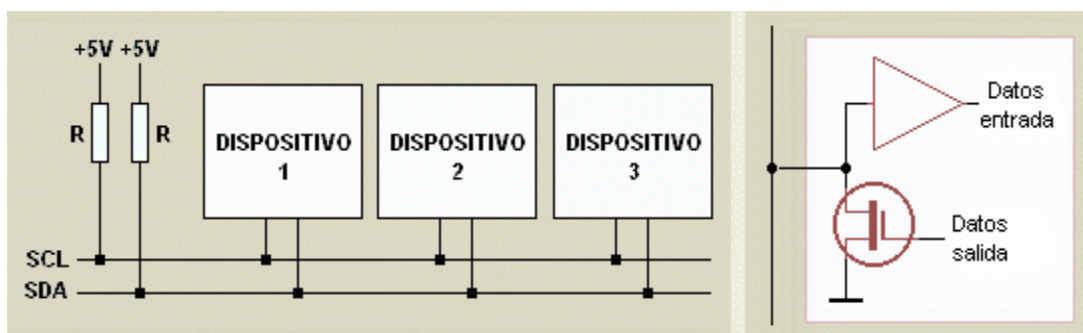 +5V +5V
R
R
DISPOSITIVO
1
DISPOSITIVO
2
DISPOSITIVO
3
SCL
SDA
Datos
entrada
Datos
salida